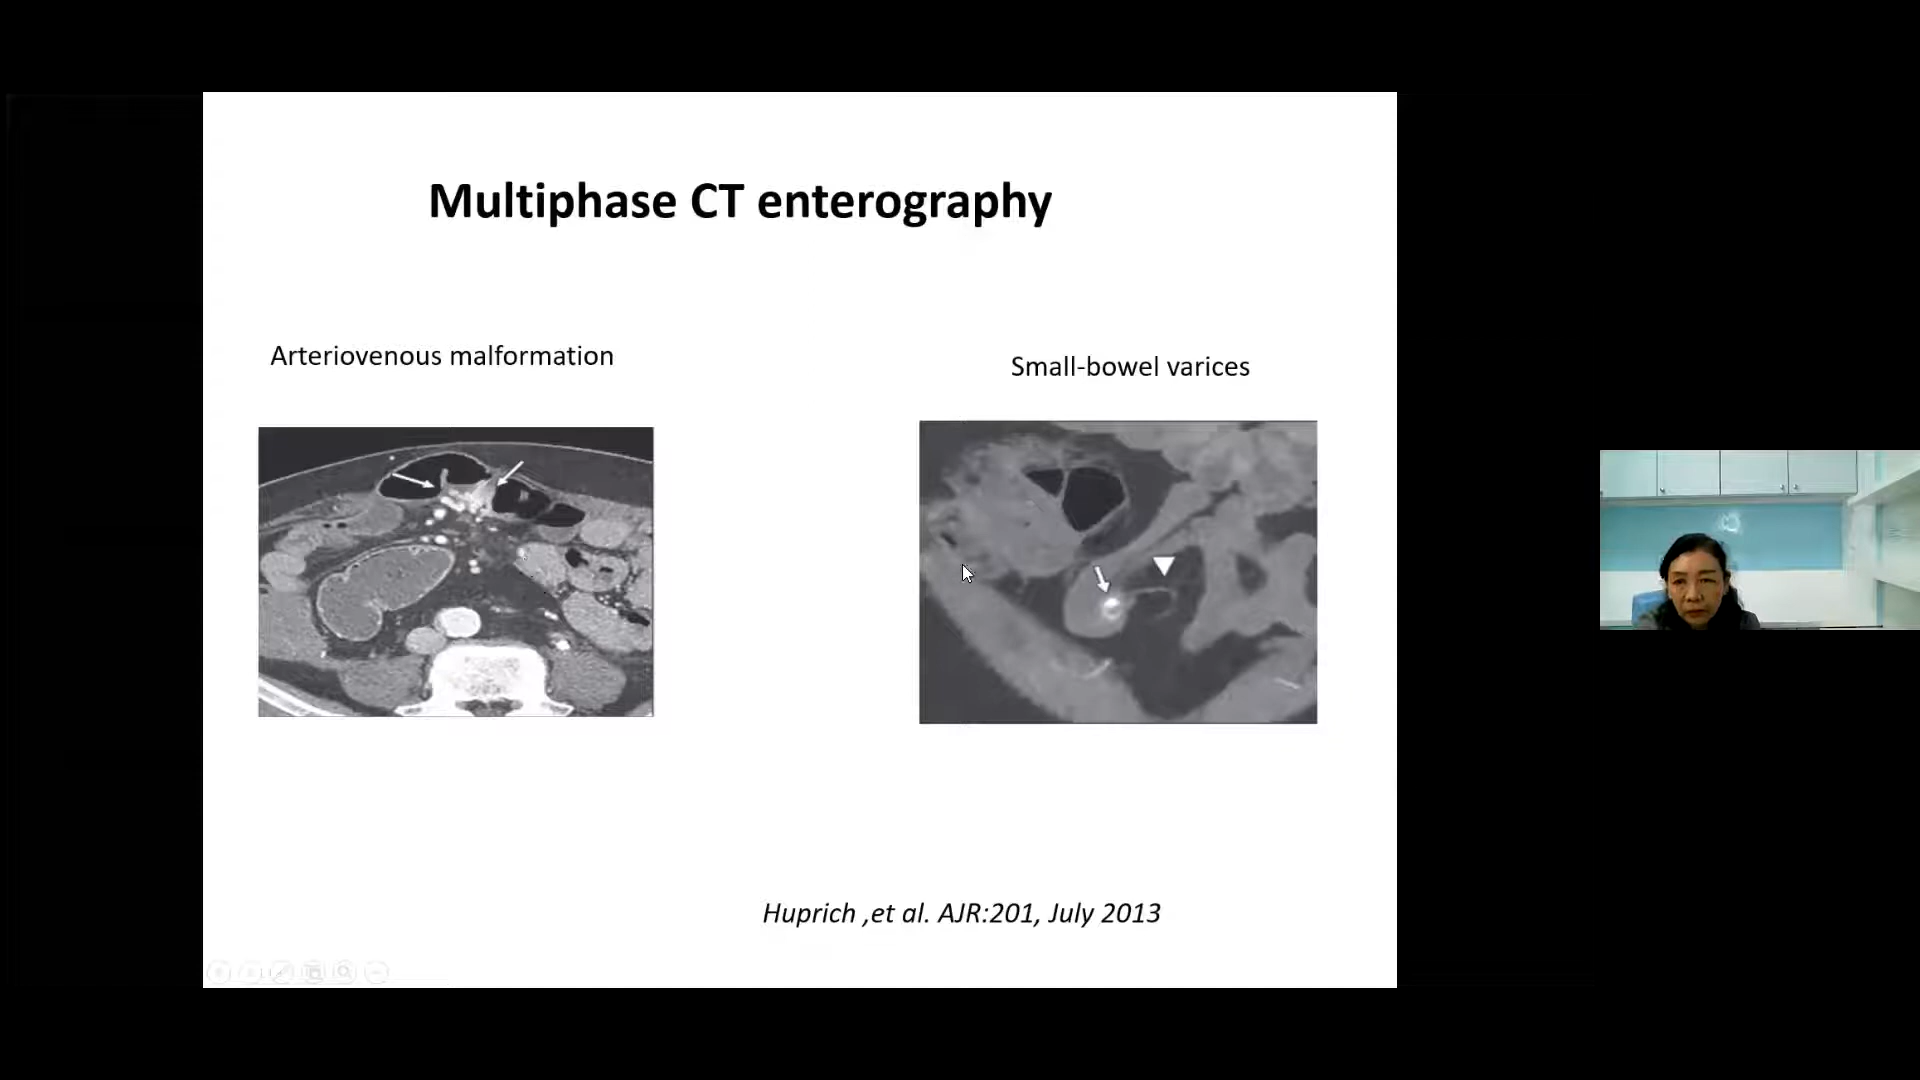 Multiphase CT enterography
Arteriovenous malformation
Small-bowel varices
Huprich ,et al. AJR:201, July 2013